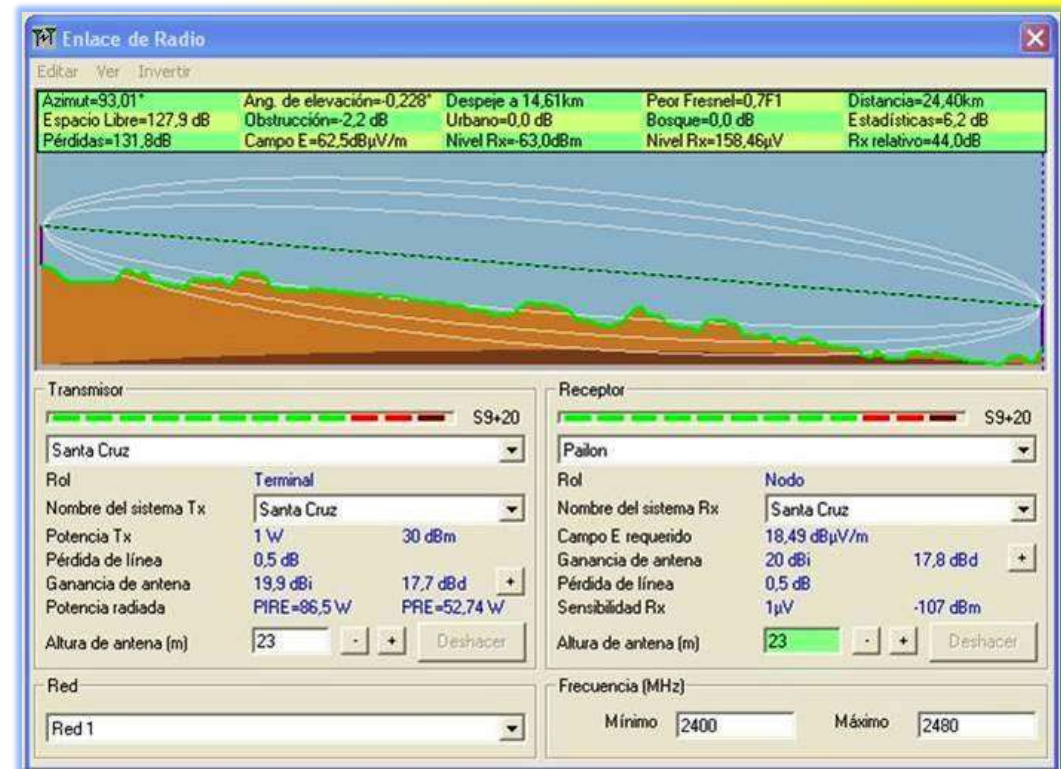 Enlace de Radio
Editar Ver Invertir
Azimut=93,01° Ang. de elevación=-0,228° Despeje a 14,61km Peor Fresnel=0,7F1 Distancia=24,40km
Espacio Libre=127,9 dB Obstrucción=-2,2 dB Urbano=0,0 dB Bosque=0,0 dB Estadísticas=6,2 dB
Pérdidas=131,8dB Campo E=62,5dBµV/m Nivel Rx=-63,0dBm Nivel Rx=158,46µV Rx relativo=44,0dB
Transmisor
S9+20
Santa Cruz
Rol Terminal
Nombre del sistema Tx Santa Cruz
Potencia Tx 1 W 30 dBm
Pérdida de línea 0,5 dB
Ganancia de antena 19,9 dBi 17,7 dBd +
Potencia radiada PIRE=86,5 W PRE=52,74 W
Altura de antena (m) 23 - + Deshacer
Receptor
S9+20
Pailon
Rol Nodo
Nombre del sistema Rx Santa Cruz
Campo E requerido 18,49 dBµV/m
Ganancia de antena 20 dBi 17,8 dBd +
Pérdida de línea 0,5 dB
Sensibilidad Rx 1µV -107 dBm
Altura de antena (m) 23 - + Deshacer
Red
Red 1
Frecuencia (MHz)
Mínimo 2400 Máximo 2480